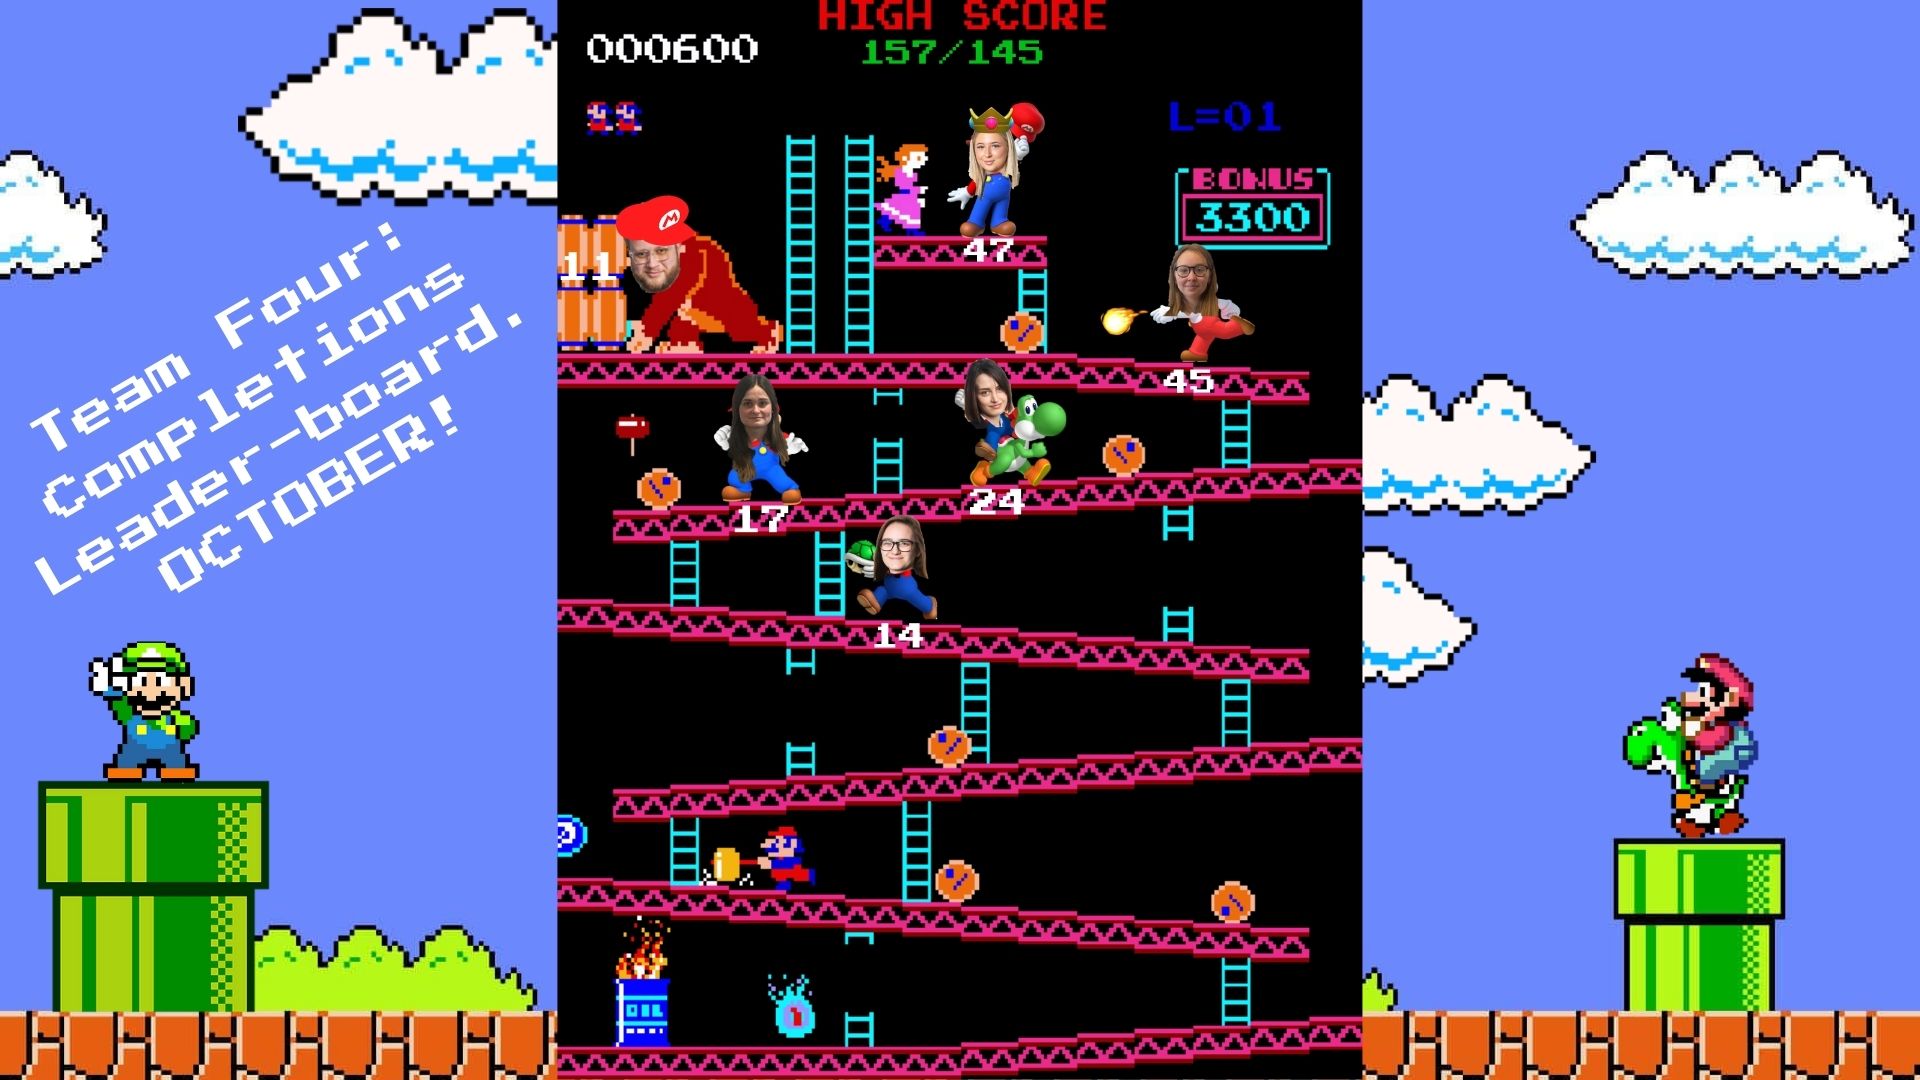 Team Four:
Completions
Leader-board.
OCTOBER!
HIGH SCORE
000600
157/145
L=01
BONUS
3300
47
11
M
45
17
24
14
OIL